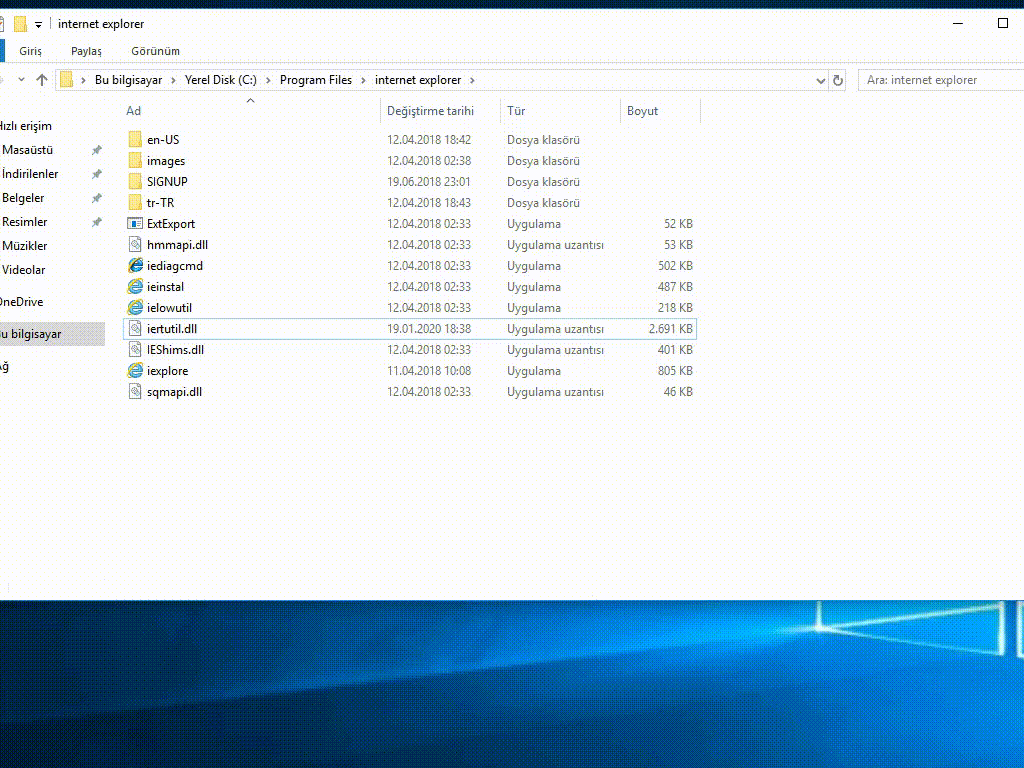 internet explorer
Giriş Paylaş Görünüm
Bu bilgisayar Yerel Disk (C:) Program Files internet explorer Ara: internet explorer
Ad Değiştirme tarihi Tür Boyut
ızlı erişim
Masaüstü
İndirilenler
Belgeler
Resimler
Müzikler
Videolar
OneDrive
Bu bilgisayar
ğ
en-US 12.04.2018 18:42 Dosya klasörü
images 12.04.2018 02:38 Dosya klasörü
SIGNUP 19.06.2018 23:01 Dosya klasörü
tr-TR 12.04.2018 18:43 Dosya klasörü
ExtExport 12.04.2018 02:33 Uygulama 52 KB
hmmapi.dll 12.04.2018 02:33 Uygulama uzantısı 53 KB
iediagcmd 12.04.2018 02:33 Uygulama 502 KB
ieinstal 12.04.2018 02:33 Uygulama 487 KB
ielowutil 12.04.2018 02:33 Uygulama 218 KB
iertutil.dll 19.01.2020 18:38 Uygulama uzantısı 2.691 KB
IEShims.dll 12.04.2018 02:33 Uygulama uzantısı 401 KB
iexplore 11.04.2018 10:08 Uygulama 805 KB
sqmapi.dll 12.04.2018 02:33 Uygulama uzantısı 46 KB